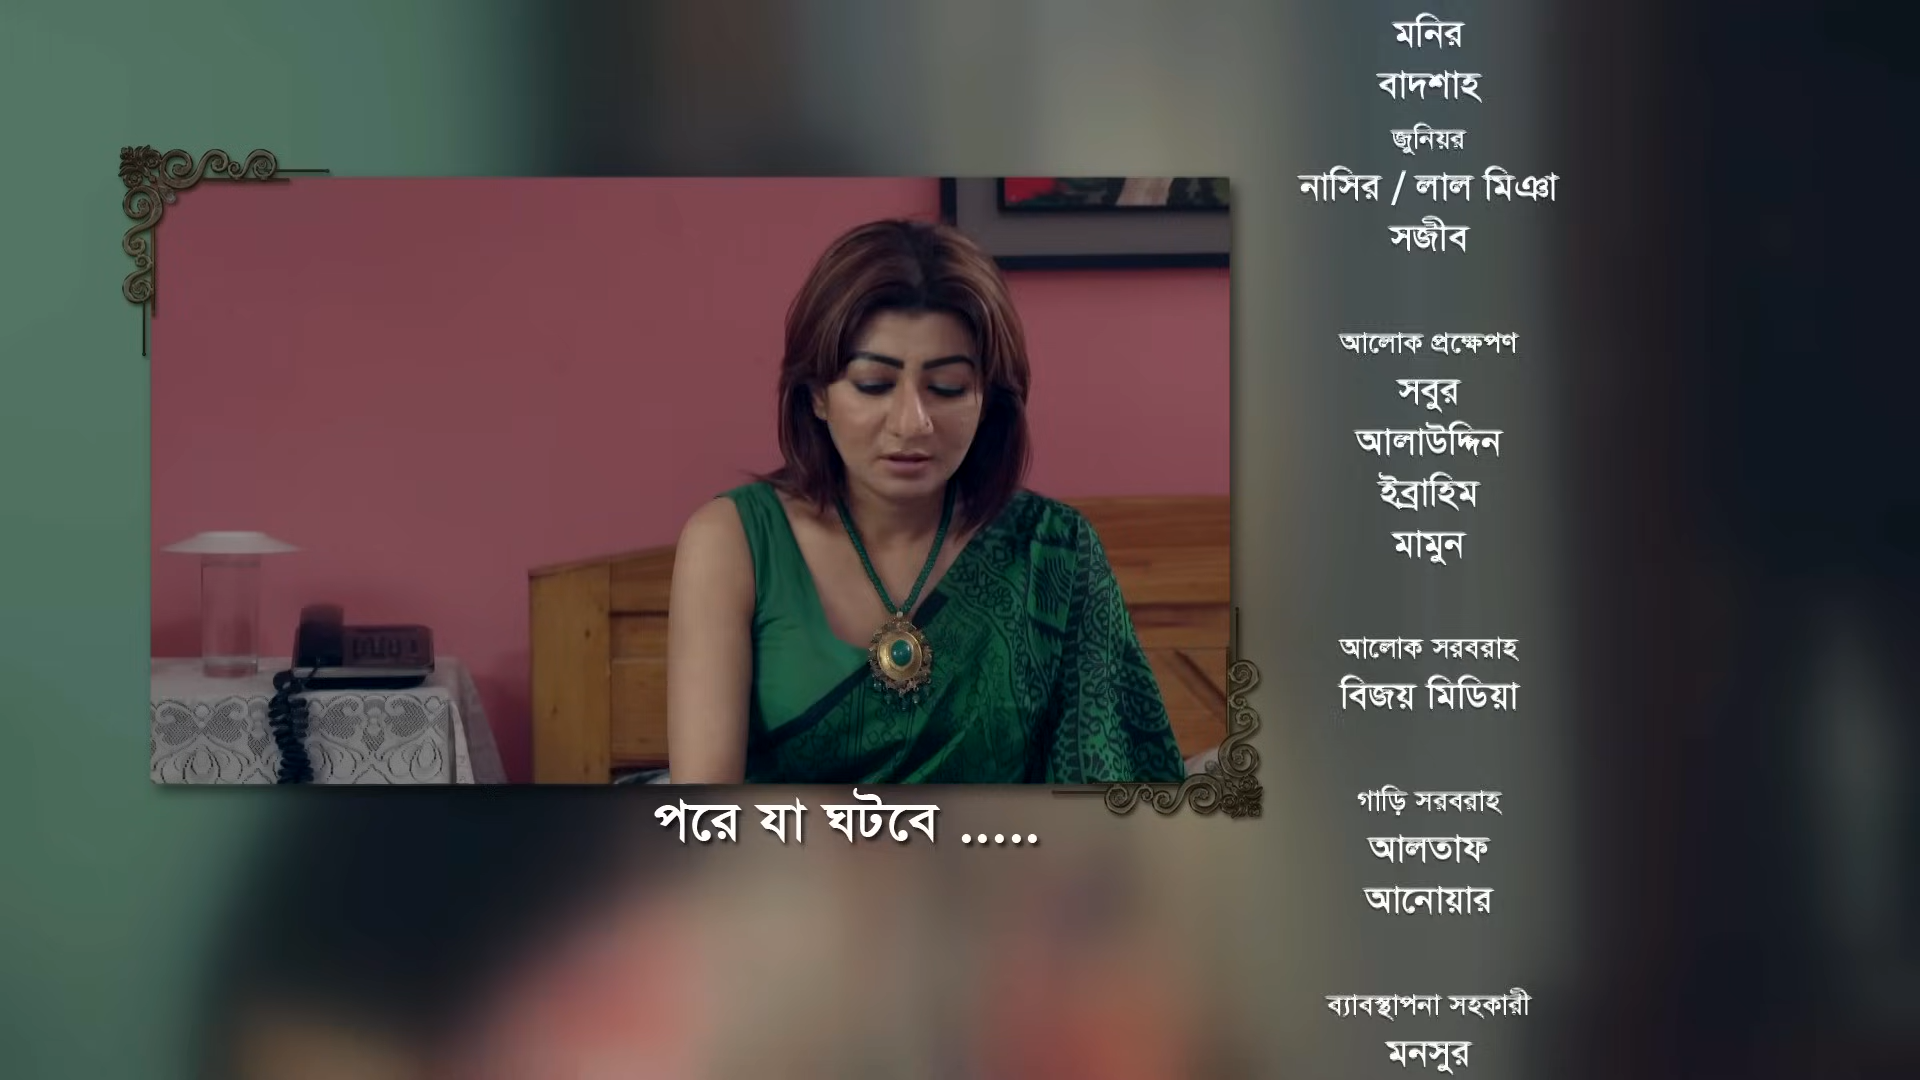 মনির
বাদশাহ
জুনিয়র
নাসির / লাল মিঞা
সজীব
আলোক প্রক্ষেপণ
সবুর
আলাউদ্দিন
ইব্রাহিম
মামুন
আলোক সরবরাহ
বিজয় মিডিয়া
গাড়ি সরবরাহ
আলতাফ
আনোয়ার
ব্যাবস্থাপনা সহকারী
মনসুর
পরে যা ঘটবে .....